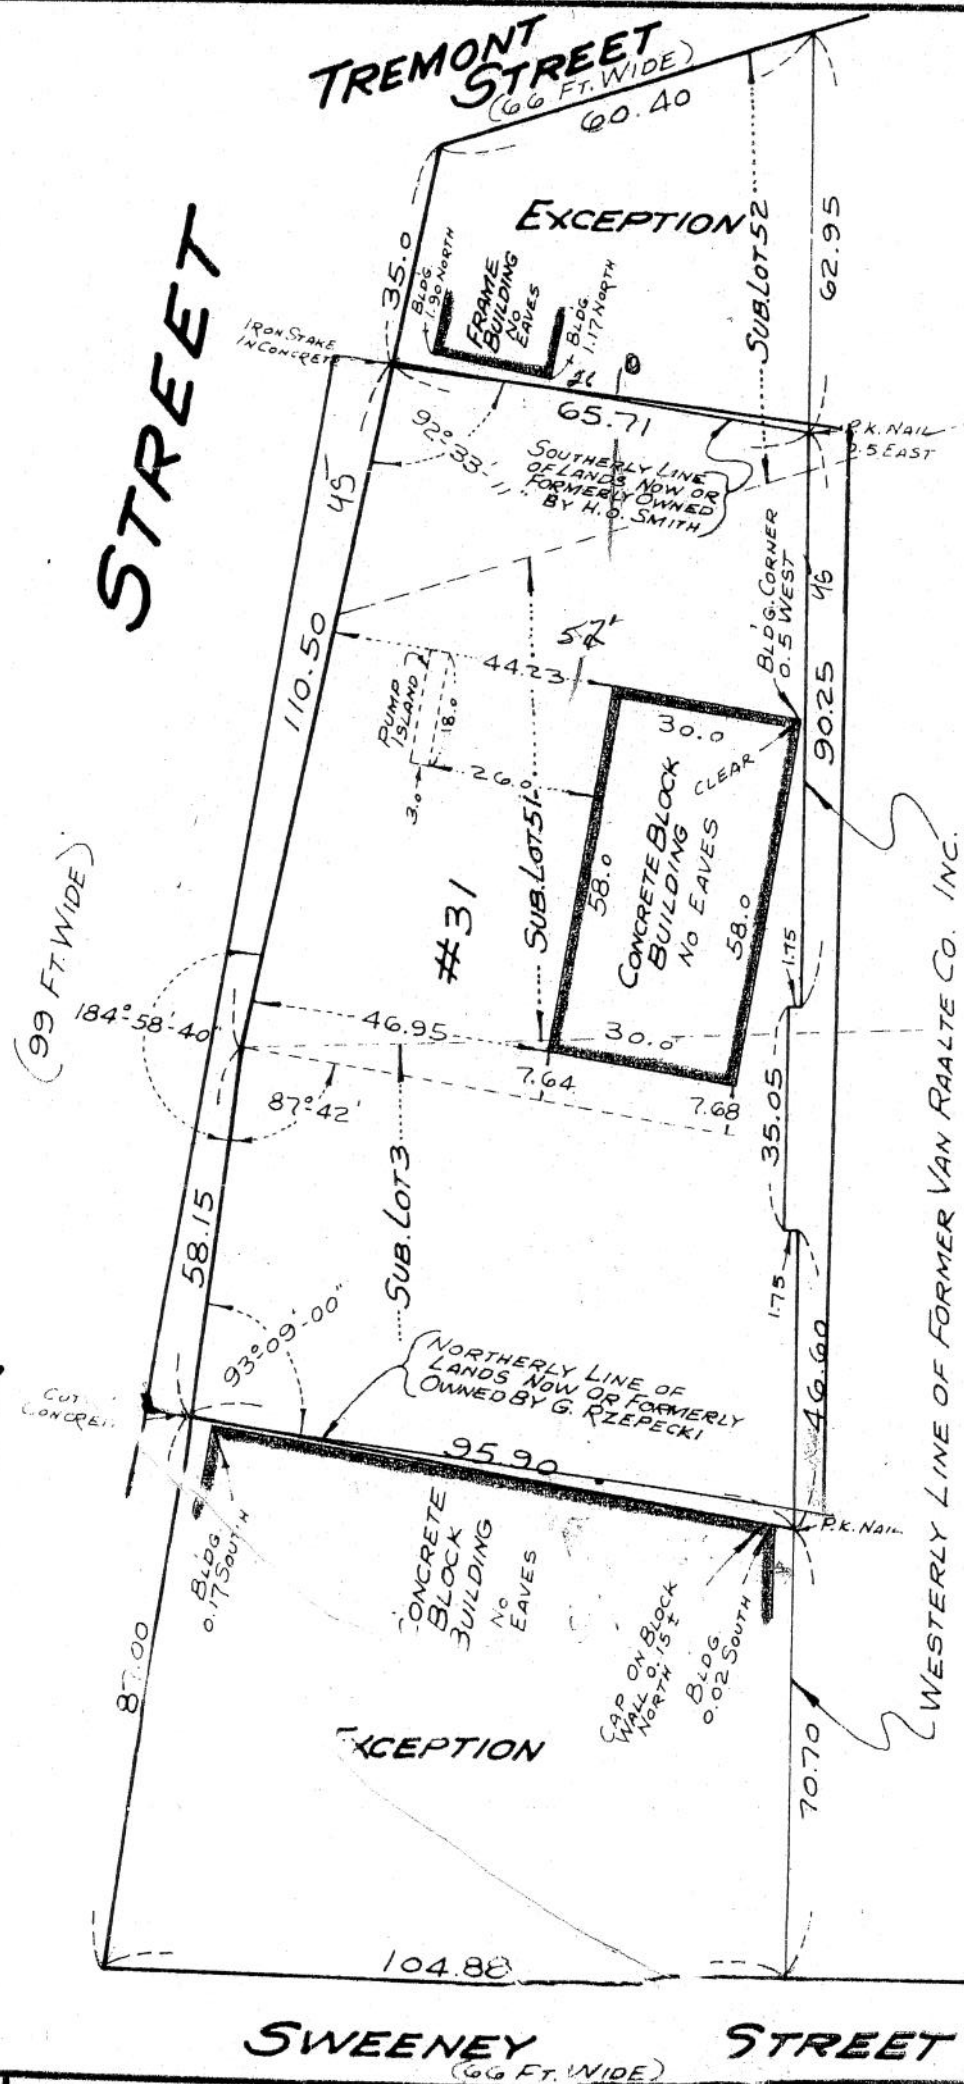 TREMONT
STREET
(66 FT. WIDE)
60.40
STREET
(99 FT. WIDE)
EXCEPTION
SUB. LOT 52
62.95
35.0
BLDG.
1.90 NORTH
FRAME
BUILDING
NO
EAVES
BLDG.
1.17 NORTH
IRON STAKE
IN CONCRETE
65.71
P.K. NAIL
0.5 EAST
92°-33'
SOUTHERLY LINE
OF LANDS NOW OR
FORMERLY OWNED
BY H.O. SMITH
45
45
110.50
BLDG. CORNER
0.5 WEST
52'
44.23
PUMP
ISLAND
18.0
3.0
26.0
30.0
CLEAR
90.25
SUB. LOT 51
58.0
CONCRETE BLOCK
BUILDING
NO EAVES
58.0
#31
1.75
184°-58'-40"
46.95
30.0
7.64
7.68
87°-42'
35.05
SUB. LOT 3
58.15
1.75
93°-09'-00"
NORTHERLY LINE OF
LANDS NOW OR FORMERLY
OWNED BY G. RZEPECKI
46.60
WESTERLY LINE OF FORMER VAN RAALTE CO. INC.
CUT
CONCRE
95.90
P.K. NAIL
BLDG.
0.17 SOUTH
CONCRETE
BLOCK
BUILDING
NO
EAVES
CAP ON BLOCK
WALL 0.15 ±
NORTH
BLDG
0.02 SOUTH
87.00
EXCEPTION
70.70
104.88
SWEENEY STREET
(66 FT. WIDE)